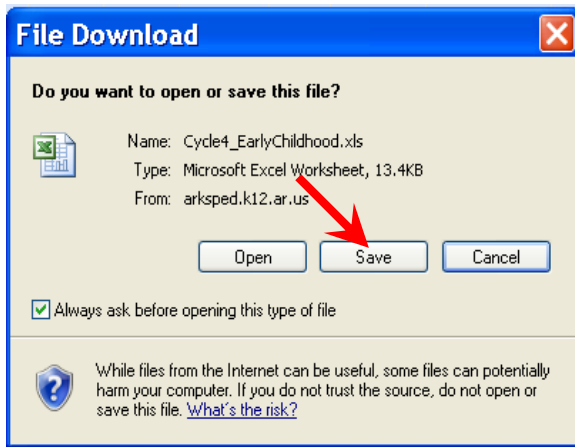 File Download
Do you want to open or save this file?
Name: Cycle4_EarlyChildhood.xls
Type: Microsoft Excel Worksheet, 13.4KB
From: arksped.k12.ar.us
Open Save Cancel
Always ask before opening this type of file
While files from the Internet can be useful, some files can potentially
harm your computer. If you do not trust the source, do not open or
save this file. What's the risk?